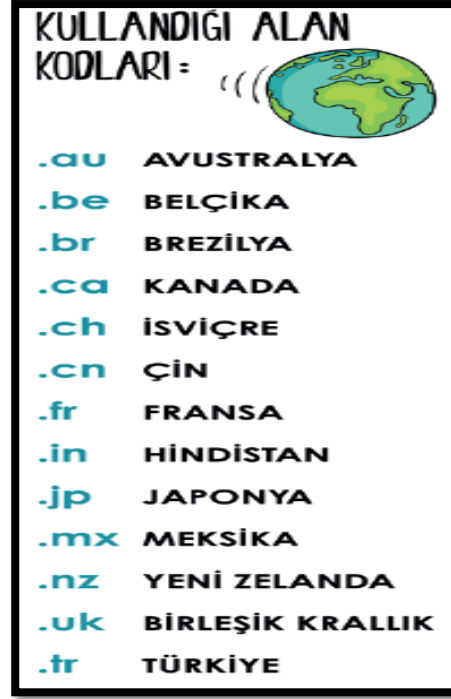 KULLANDIĞI ALAN
KODLARI:
.au AVUSTRALYA
.be BELÇİKA
.br BREZİLYA
.ca KANADA
.ch İSVİÇRE
.cn ÇİN
.fr FRANSA
.in HİNDİSTAN
.jp JAPONYA
.mx MEKSİKA
.nz YENİ ZELANDA
.uk BİRLEŞİK KRALLIK
.tr TÜRKİYE